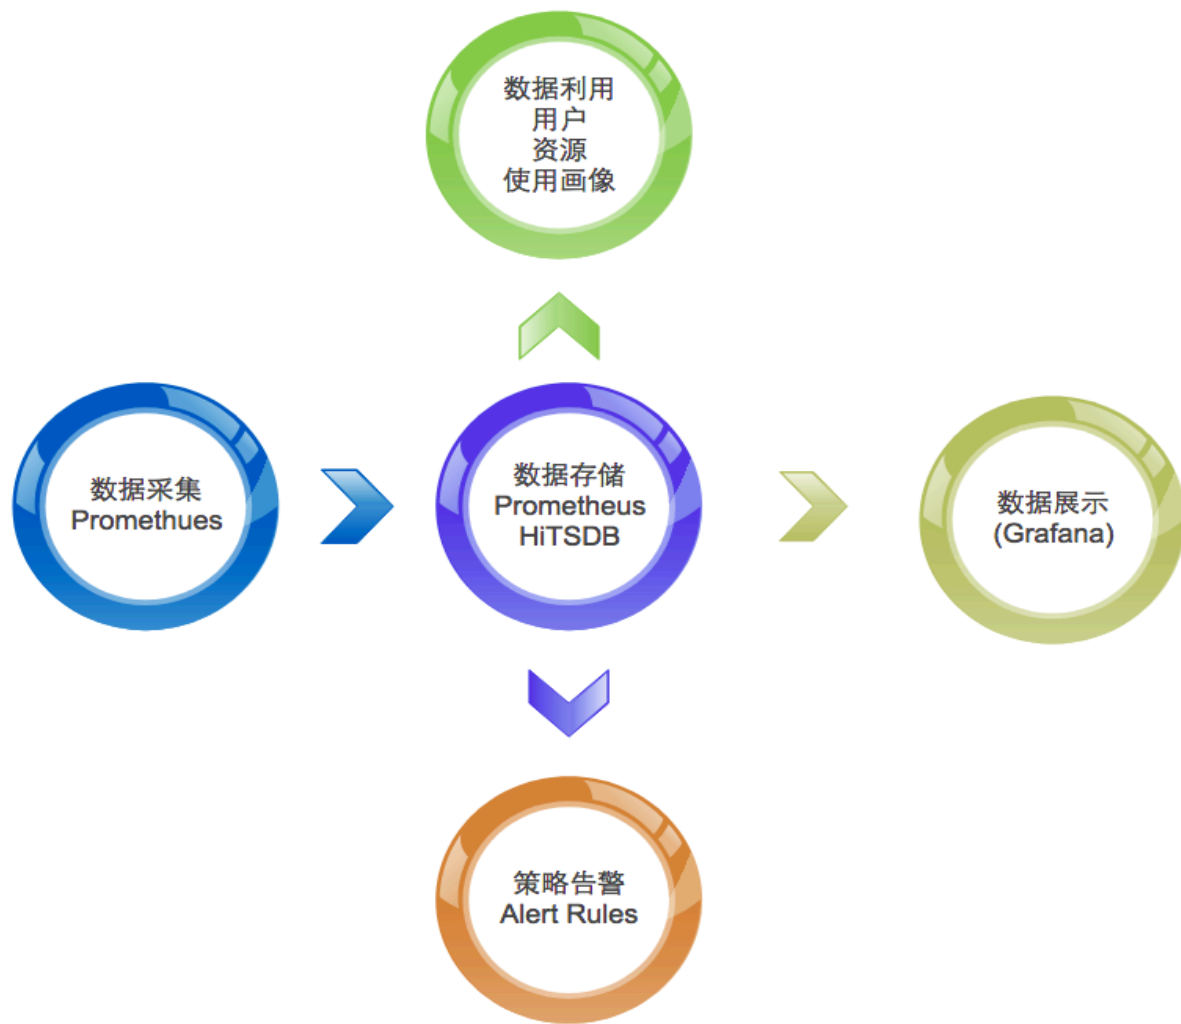 数据利用
用户
资源
使用画像
数据采集
Promethues
数据存储
Prometheus
HiTSDB
数据展示
(Grafana)
策略告警
Alert Rules